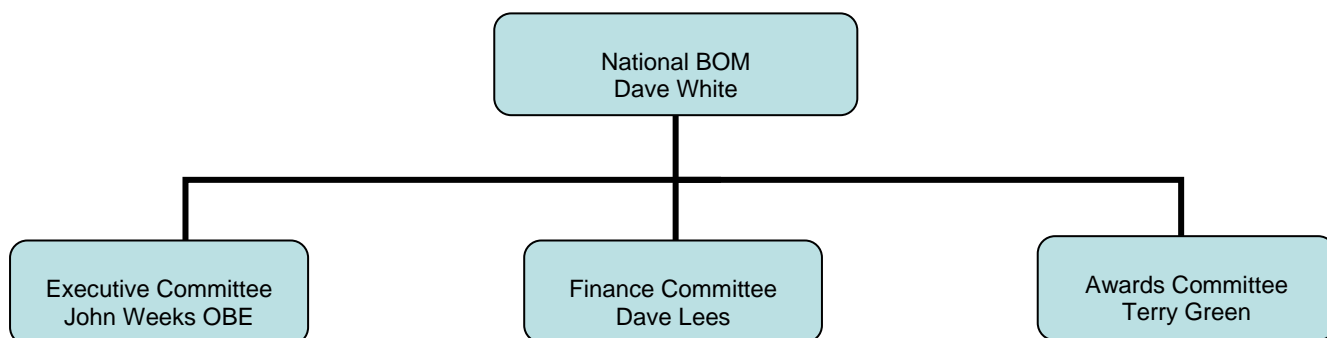 National BOM
Dave White
Executive Committee
John Weeks OBE
Finance Committee
Dave Lees
Awards Committee
Terry Green